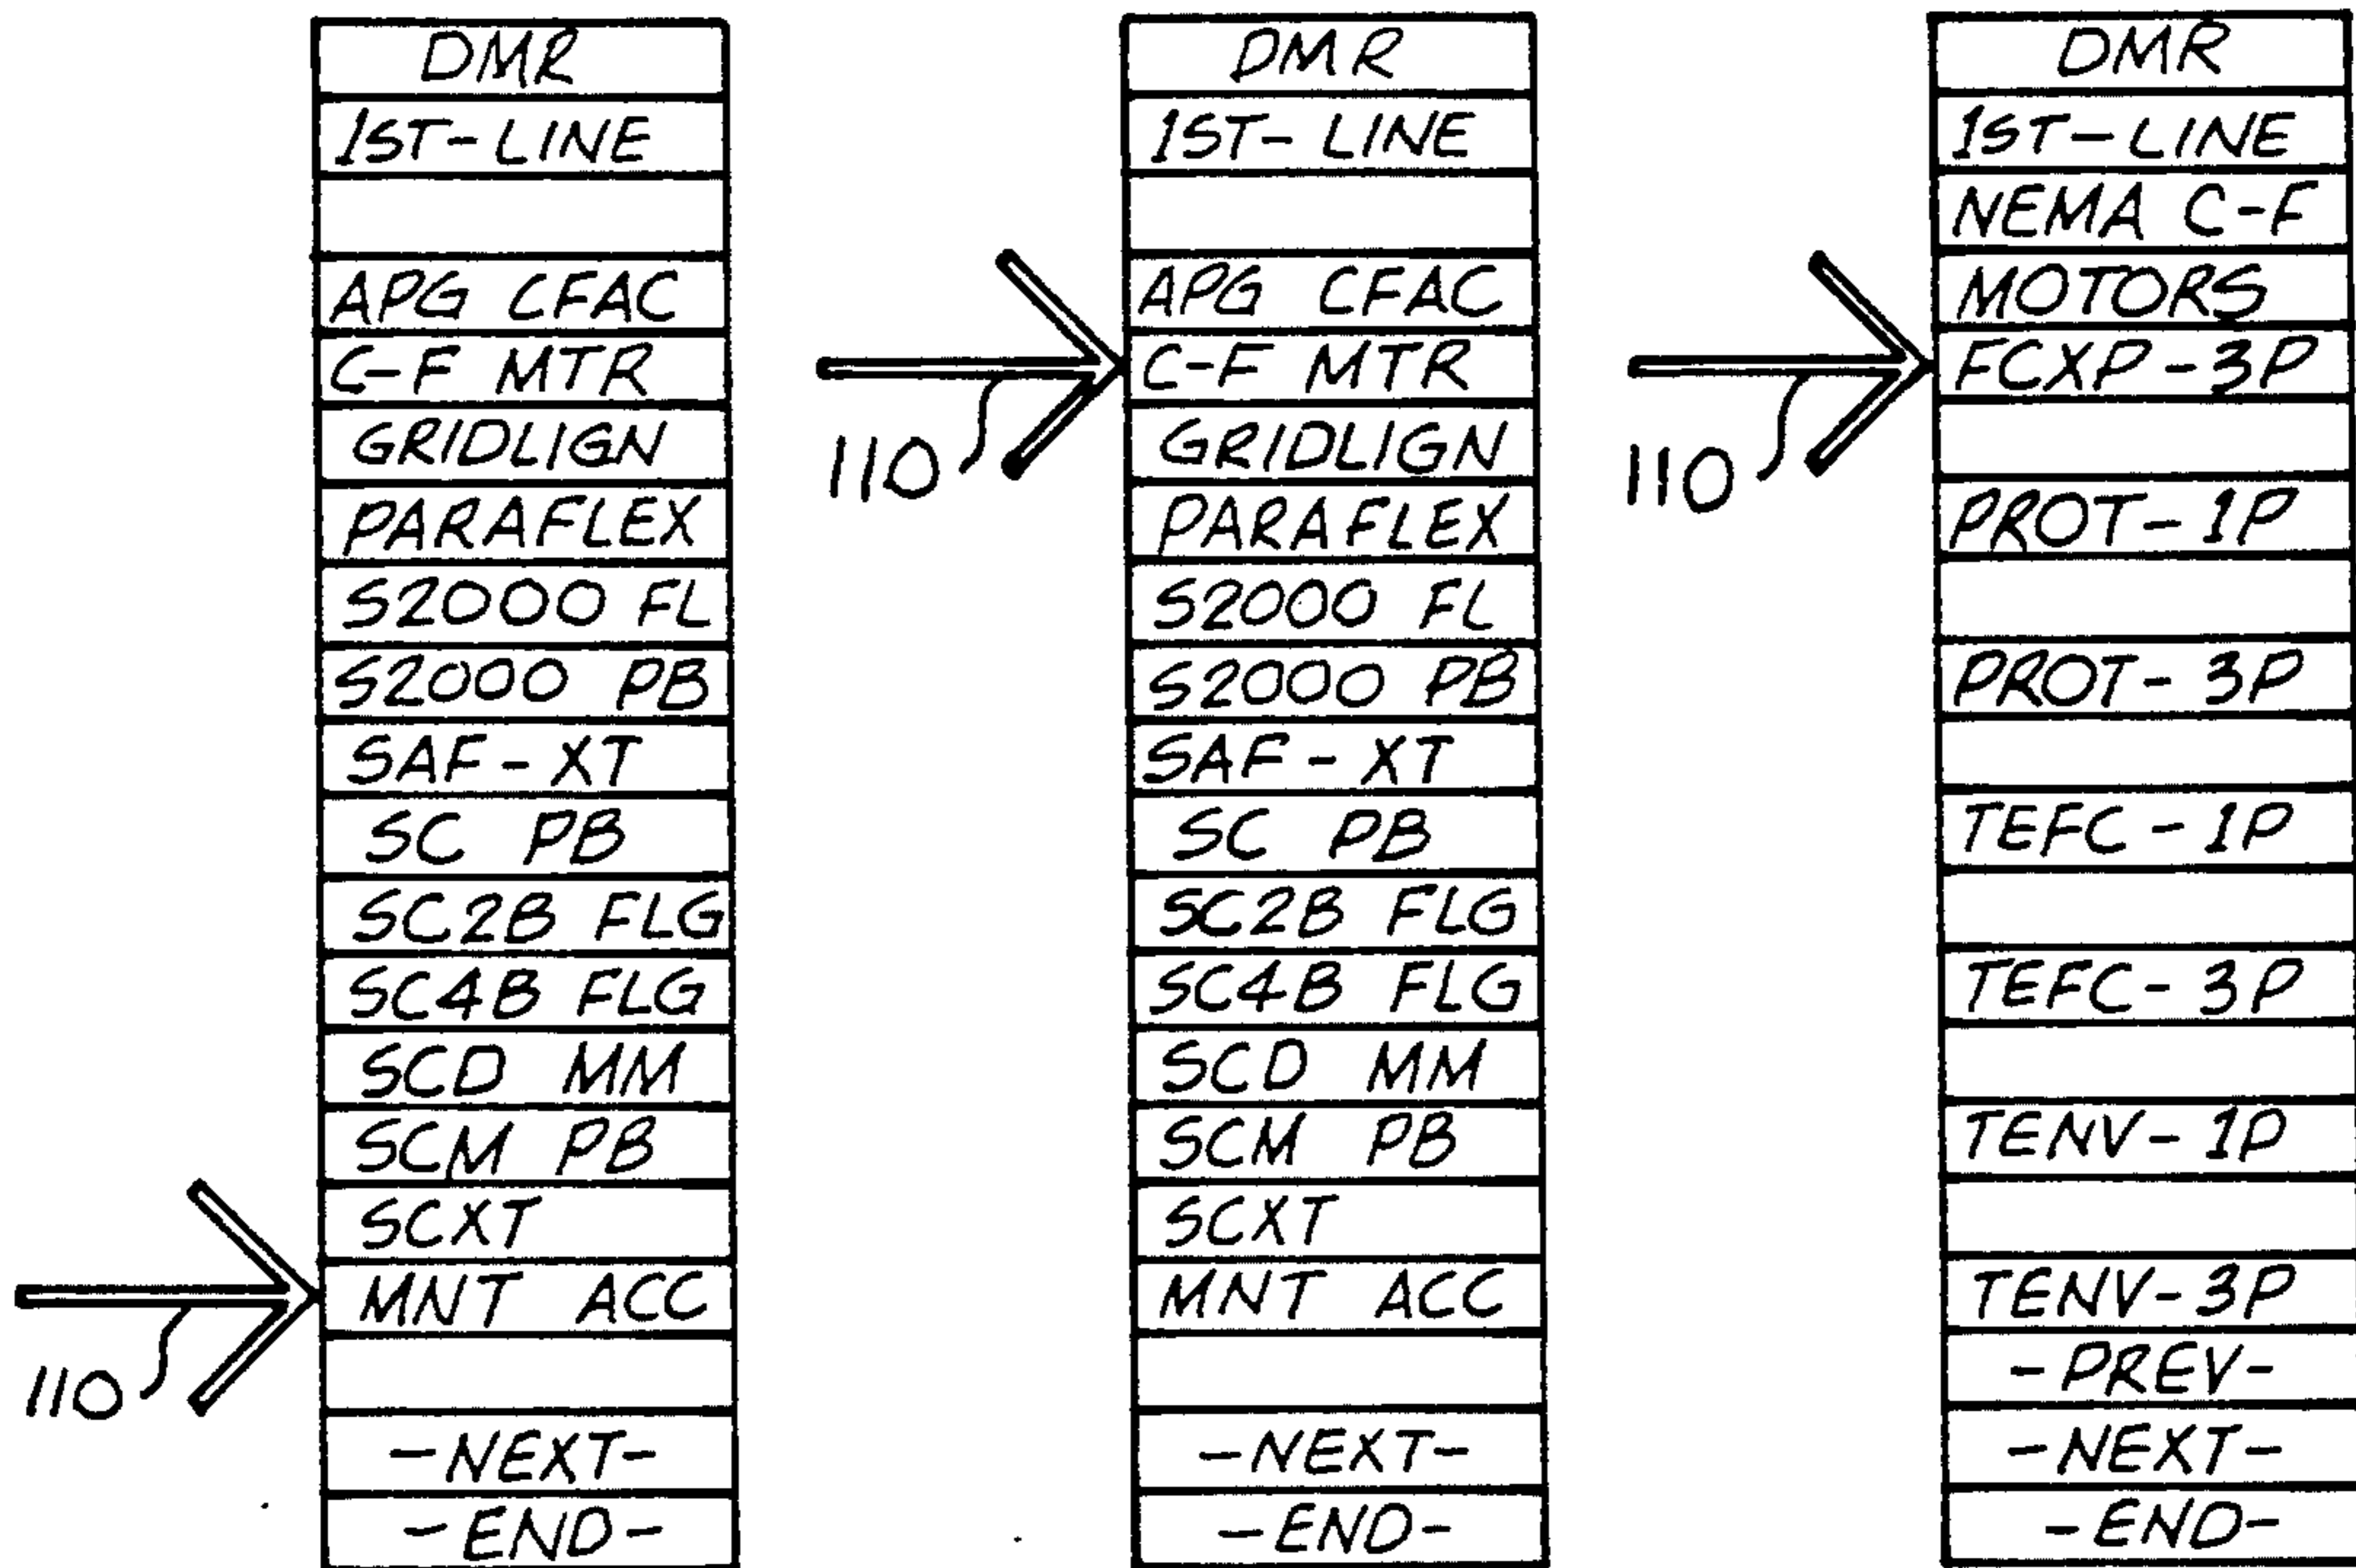 DMR
1ST-LINE
APG CFAC
C-F MTR
GRIDLIGN
PARAFLEX
S2000 FL
S2000 PB
SAF-XT
SC PB
SC2B FLG
SC4B FLG
SCD MM
SCM PB
SCXT
MNT ACC
-NEXT-
-END-
110
DMR
1ST-LINE
APG CFAC
C-F MTR
GRIDLIGN
PARAFLEX
S2000 FL
S2000 PB
SAF-XT
SC PB
SC2B FLG
SC4B FLG
SCD MM
SCM PB
SCXT
MNT ACC
-NEXT-
-END-
110
DMR
1ST-LINE
NEMA C-F
MOTORS
FCXP-3P
PROT-1P
PROT-3P
TEFC-1P
TEFC-3P
TENV-1P
TENV-3P
-PREV-
-NEXT-
-END-
110